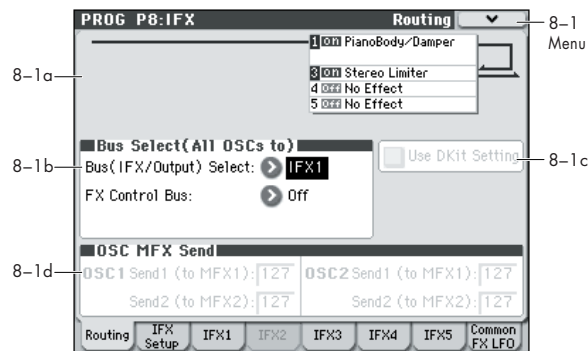 PROG P8:IFX Routing
8–1
Menu
1 On PianoBody/Damper
3 On Stereo Limiter
4 Off No Effect
5 Off No Effect
8–1a
Bus Select(All OSCs to)
8–1b
Bus(IFX/Output) Select: IFX1
Use DKit Setting
8–1c
FX Control Bus: Off
OSC MFX Send
8–1d
OSC1 Send1 (to MFX1): 127 OSC2 Send1 (to MFX1): 127
Send2 (to MFX2): 127 Send2 (to MFX2): 127
Routing IFX Setup IFX1 IFX2 IFX3 IFX4 IFX5 Common FX LFO